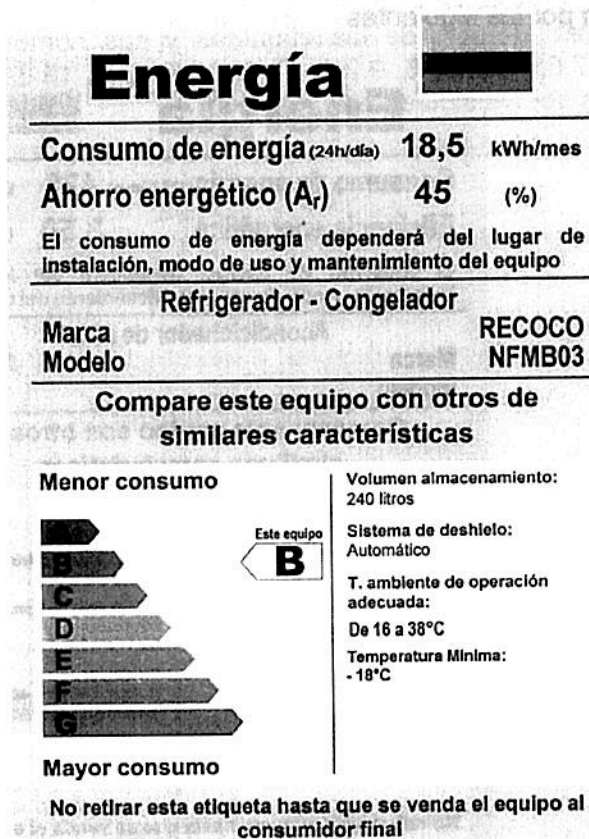 Energía
Consumo de energía (24h/día) 18,5 kWh/mes
Ahorro energético (Ar) 45 (%)
El consumo de energía dependerá del lugar de
instalación, modo de uso y mantenimiento del equipo
Refrigerador - Congelador
Marca RECOCO
Modelo NFMB03
Compare este equipo con otros de
similares características
Menor consumo
Este equipo
B
B
C
D
E
F
G
Mayor consumo
Volumen almacenamiento:
240 litros
Sistema de deshielo:
Automático
T. ambiente de operación
adecuada:
De 16 a 38°C
Temperatura Mínima:
- 18°C
No retirar esta etiqueta hasta que se venda el equipo al
consumidor final